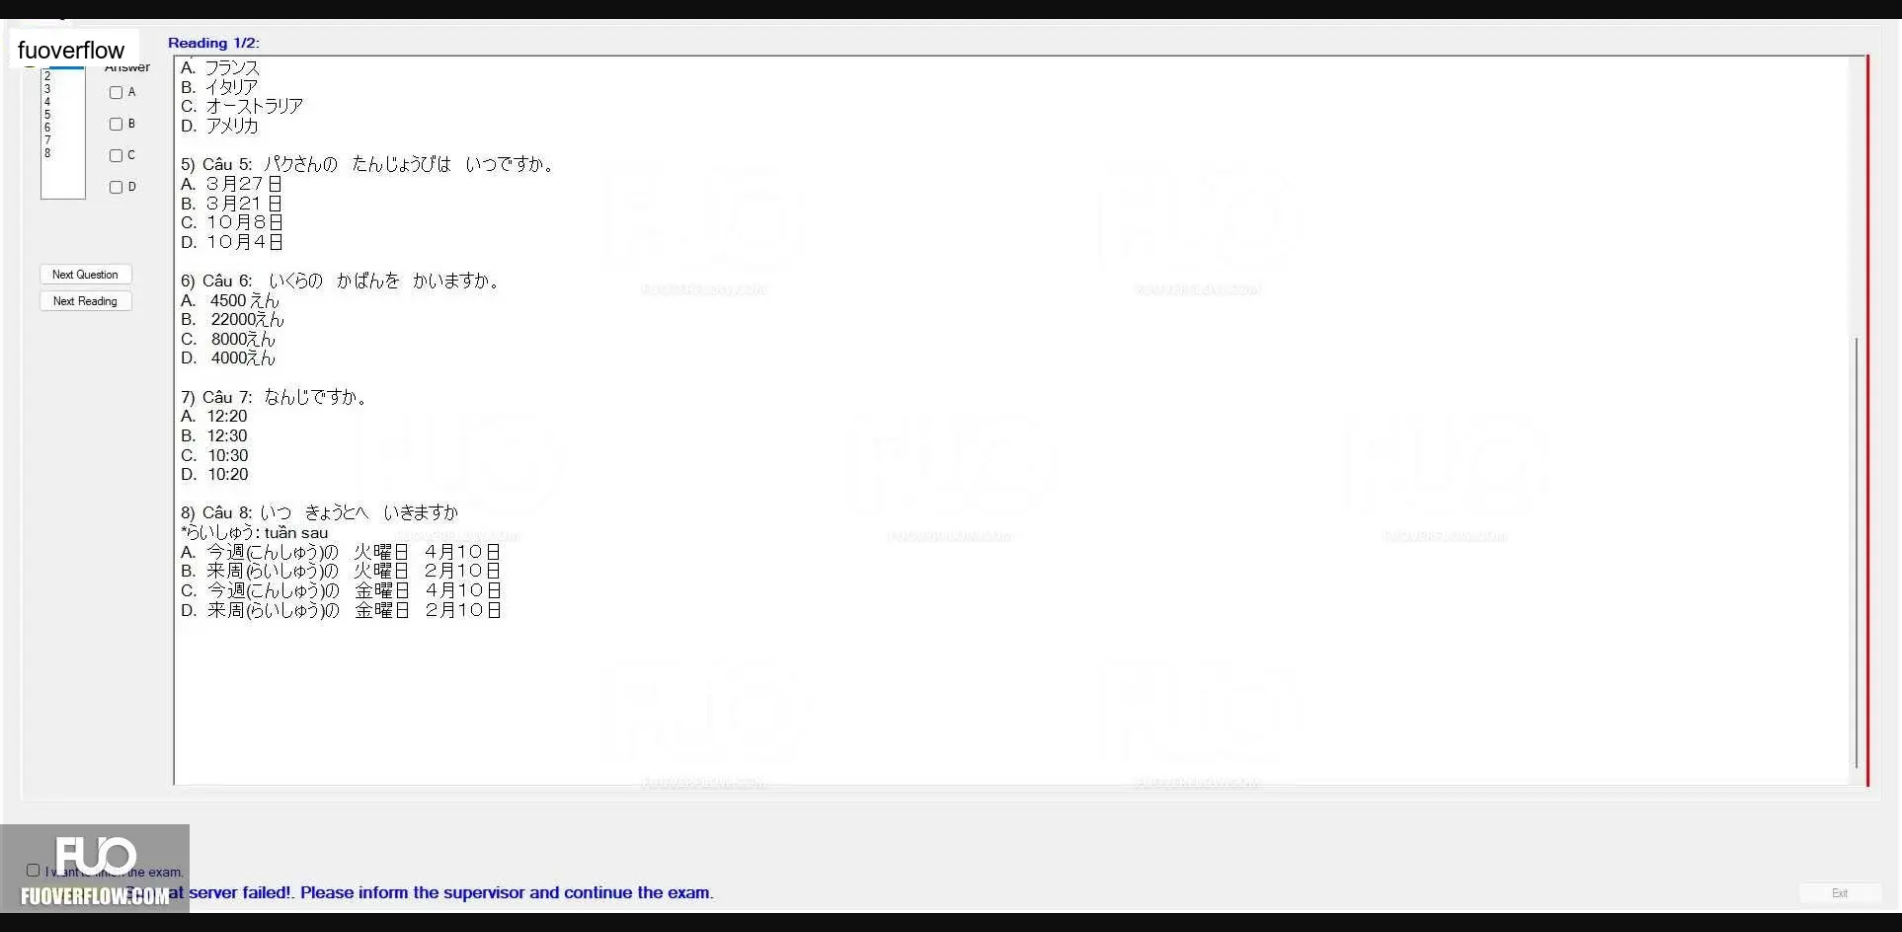 fuoverflow
Reading 1/2:
Answer
2
3
4
5
6
7
8
A
B
C
D
Next Question
Next Reading
A. フランス
B. イタリア
C. オーストラリア
D. アメリカ
5) Câu 5: パクさんの たんじょうびは いつですか。
A. 3月27日
B. 3月21日
C. 10月8日
D. 10月4日
6) Câu 6: いくらの かばんを かいますか。
A. 4500 えん
B. 22000えん
C. 8000えん
D. 4000えん
7) Câu 7: なんじですか。
A. 12:20
B. 12:30
C. 10:30
D. 10:20
8) Câu 8: いつ きょうとへ いきますか
*らいしゅう: tuần sau
A. 今週(こんしゅう)の 火曜日 4月10日
B. 来周(らいしゅう)の 火曜日 2月10日
C. 今週(こんしゅう)の 金曜日 4月10日
D. 来周(らいしゅう)の 金曜日 2月10日
FUO
FUOVERFLOW.COM
the exam.
at server failed!. Please inform the supervisor and continue the exam.
Exit